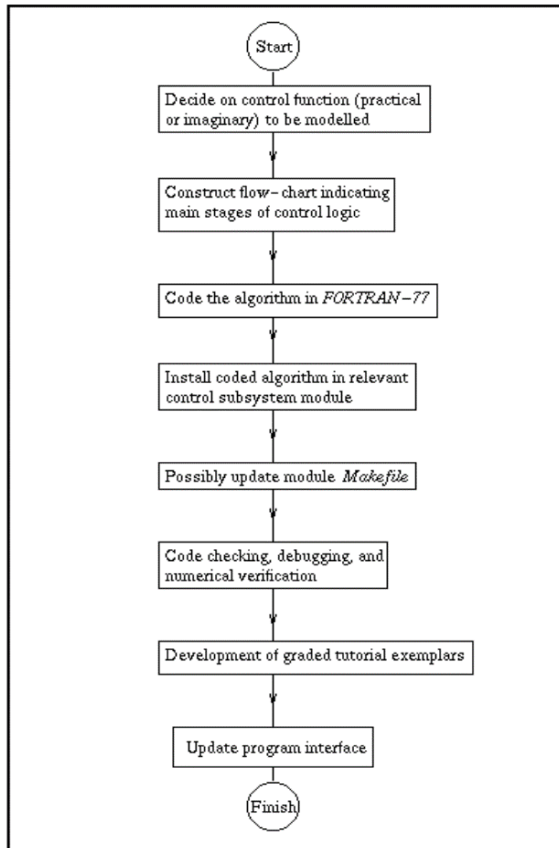 Start
Decide on control function (practical
or imaginary) to be modelled
Construct flow-chart indicating
main stages of control logic
Code the algorithm in FORTRAN-77
Install coded algorithm in relevant
control subsystem module
Possibly update module Makefile
Code checking, debugging, and
numerical verification
Development of graded tutorial exemplars
Update program interface
Finish